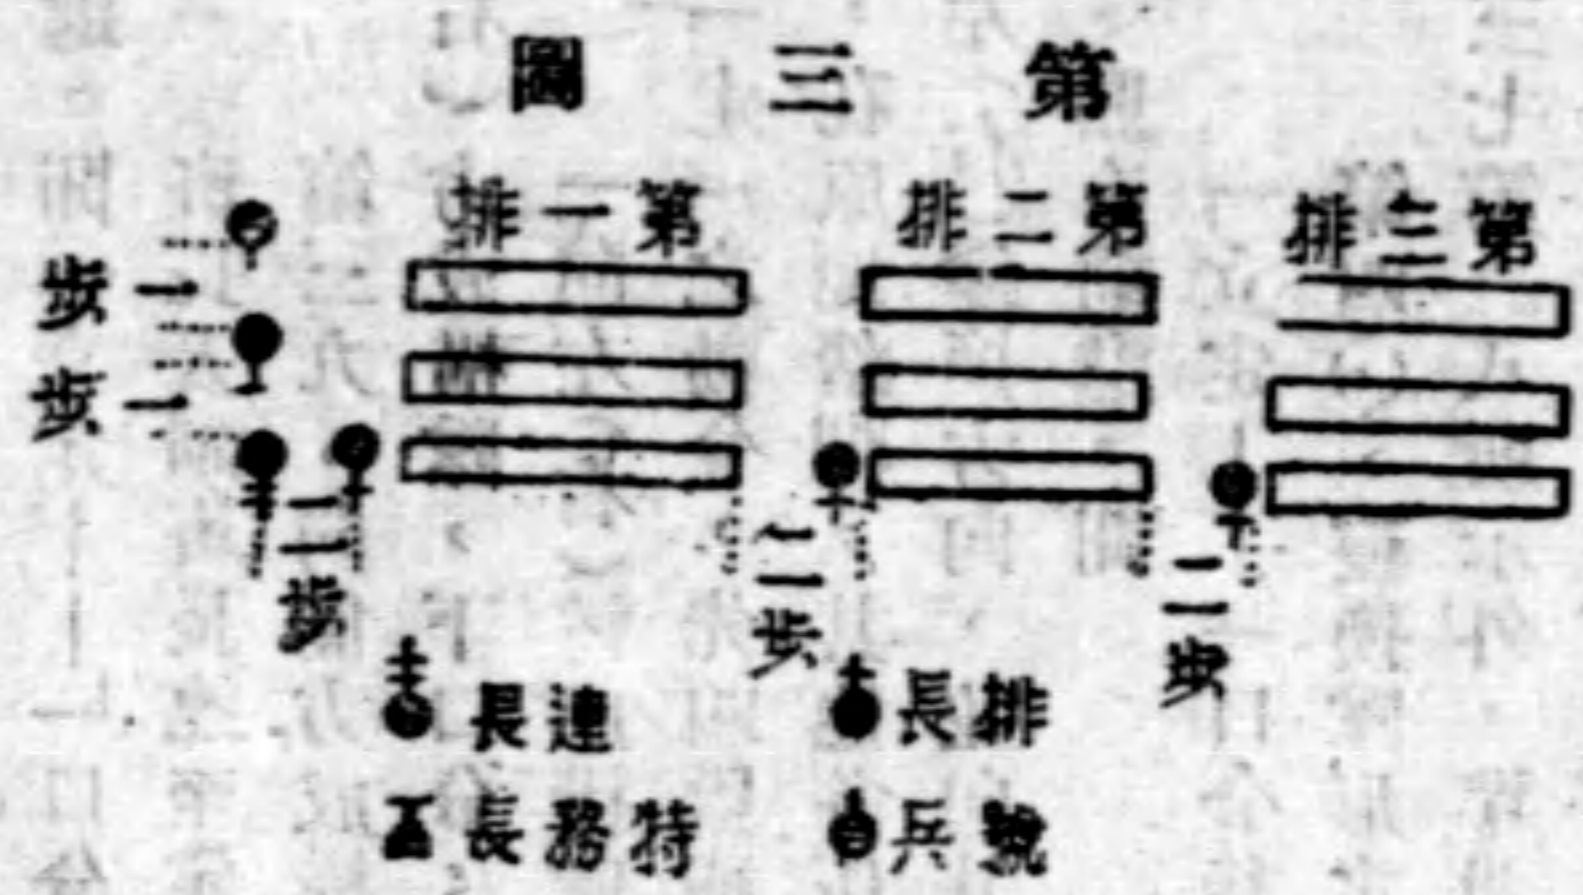 第三圖
第一排
第二排
第三排
一步
一步
二步
二步
二步
連長
排長
特務長
號兵